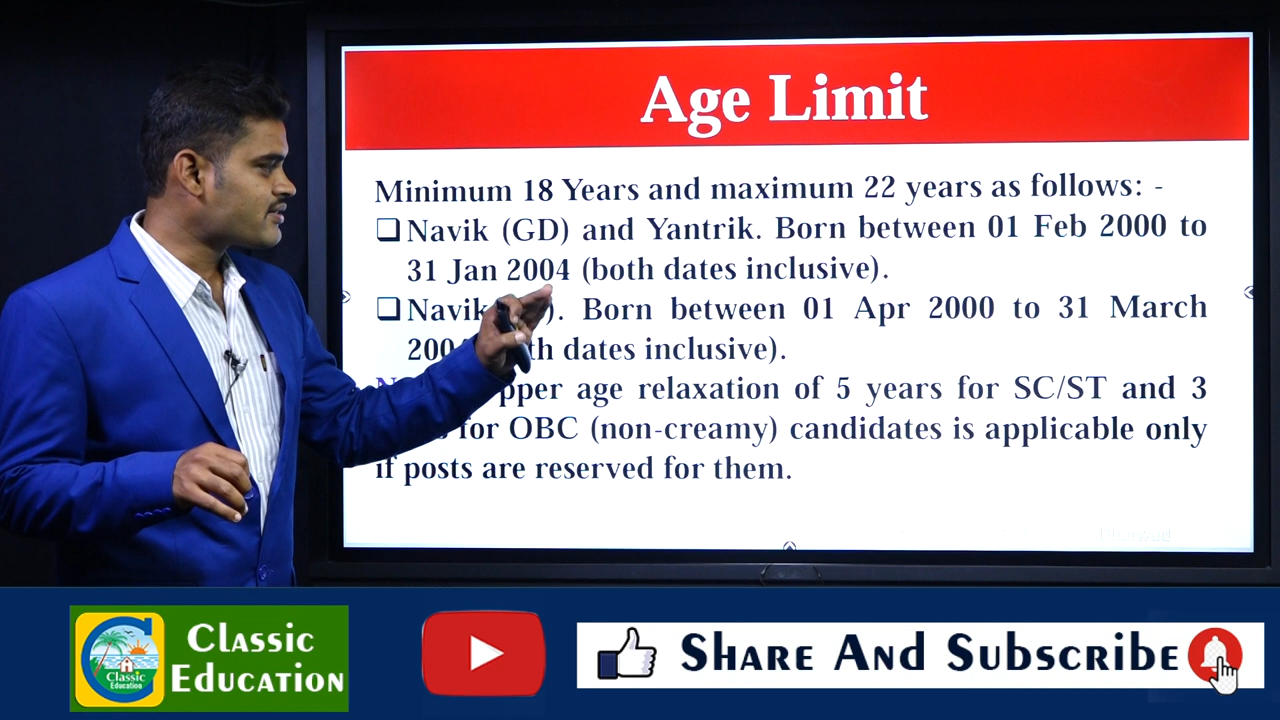 Age Limit
Minimum 18 Years and maximum 22 years as follows: -
Navik (GD) and Yantrik. Born between 01 Feb 2000 to
31 Jan 2004 (both dates inclusive).
Navik ). Born between 01 Apr 2000 to 31 March
dates inclusive).
age relaxation of 5 years for SC/ST and 3
for OBC (non-creamy) candidates is applicable only
if posts are reserved for them.
Classic
Education
Classic
Education
Share And Subscribe